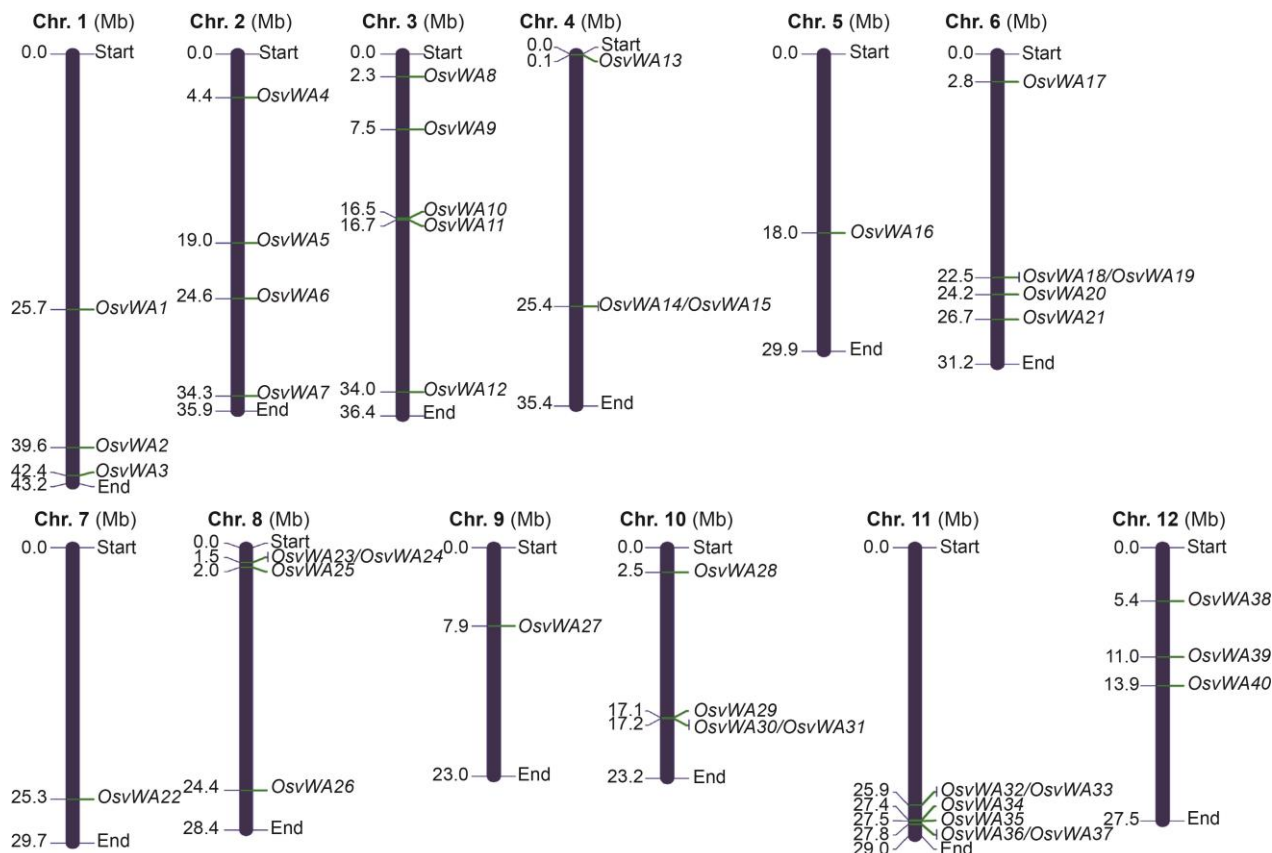 Chr. 1 (Mb)
0.0 Start
25.7 OsvWA1
39.6 OsvWA2
42.4 OsvWA3
43.2 End
Chr. 2 (Mb)
0.0 Start
4.4 OsvWA4
19.0 OsvWA5
24.6 OsvWA6
34.3 OsvWA7
35.9 End
Chr. 3 (Mb)
0.0 Start
2.3 OsvWA8
7.5 OsvWA9
16.5 OsvWA10
16.7 OsvWA11
34.0 OsvWA12
36.4 End
Chr. 4 (Mb)
0.0 Start
0.1 OsvWA13
25.4 OsvWA14/OsvWA15
35.4 End
Chr. 5 (Mb)
0.0 Start
18.0 OsvWA16
29.9 End
Chr. 6 (Mb)
0.0 Start
2.8 OsvWA17
22.5 OsvWA18/OsvWA19
24.2 OsvWA20
26.7 OsvWA21
31.2 End
Chr. 7 (Mb)
0.0 Start
25.3 OsvWA22
29.7 End
Chr. 8 (Mb)
0.0 Start
1.5 OsvWA23/OsvWA24
2.0 OsvWA25
24.4 OsvWA26
28.4 End
Chr. 9 (Mb)
0.0 Start
7.9 OsvWA27
23.0 End
Chr. 10 (Mb)
0.0 Start
2.5 OsvWA28
17.1 OsvWA29
17.2 OsvWA30/OsvWA31
23.2 End
Chr. 11 (Mb)
0.0 Start
25.9 OsvWA32/OsvWA33
27.4 OsvWA34
27.5 OsvWA35
27.8 OsvWA36/OsvWA37
29.0 End
Chr. 12 (Mb)
0.0 Start
5.4 OsvWA38
11.0 OsvWA39
13.9 OsvWA40
27.5 End